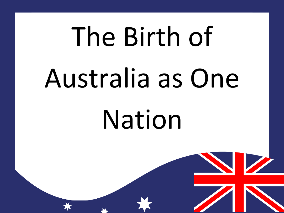 The Birth of
Australia as One
Nation